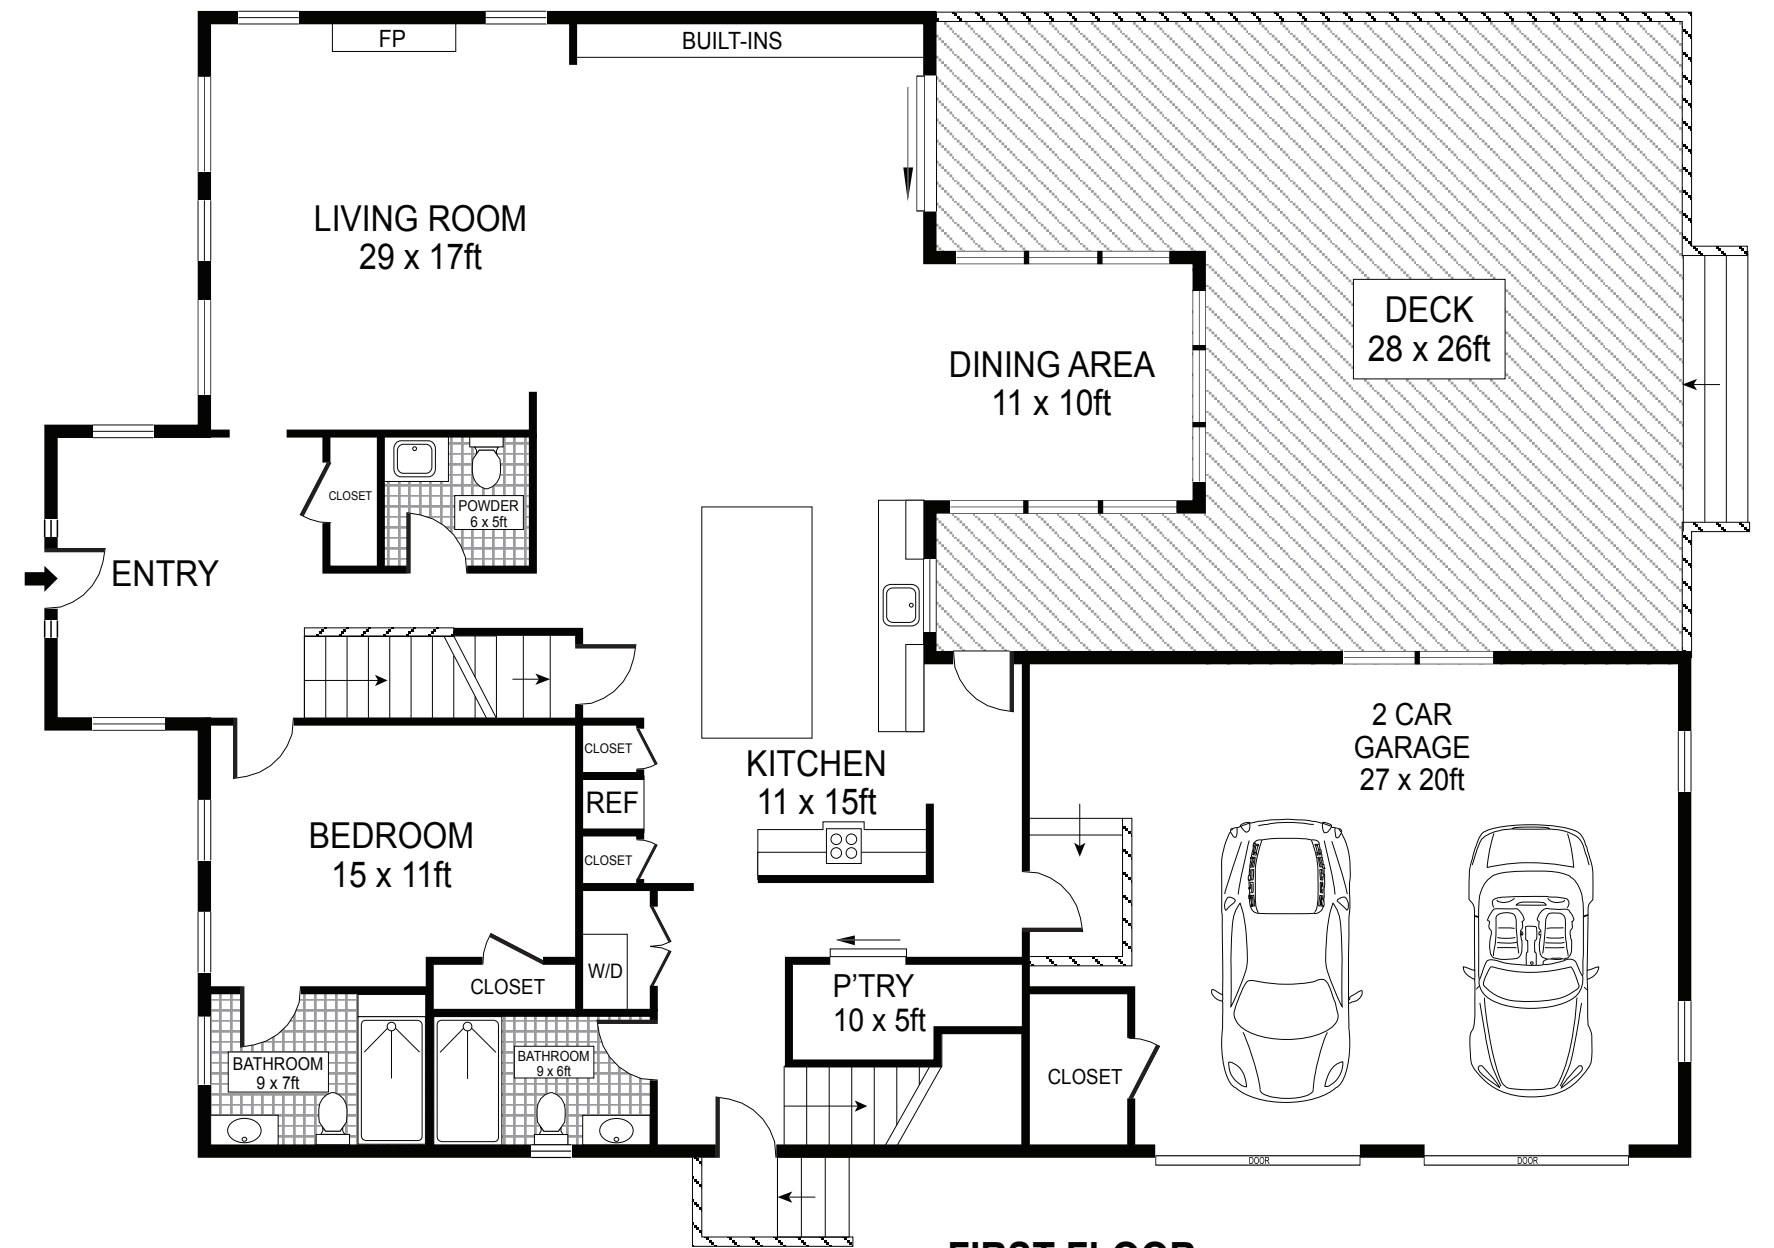 FP
BUILT-INS
LIVING ROOM
29 x 17ft
DECK
28 x 26ft
DINING AREA
11 x 10ft
CLOSET
POWDER
6 x 5ft
ENTRY
2 CAR
GARAGE
27 x 20ft
CLOSET
KITCHEN
11 x 15ft
REF
BEDROOM
15 x 11ft
CLOSET
W/D
CLOSET
P'TRY
10 x 5ft
BATHROOM
9 x 7ft
BATHROOM
9 x 6ft
CLOSET
DOOR
DOOR
FIRST FLOOR